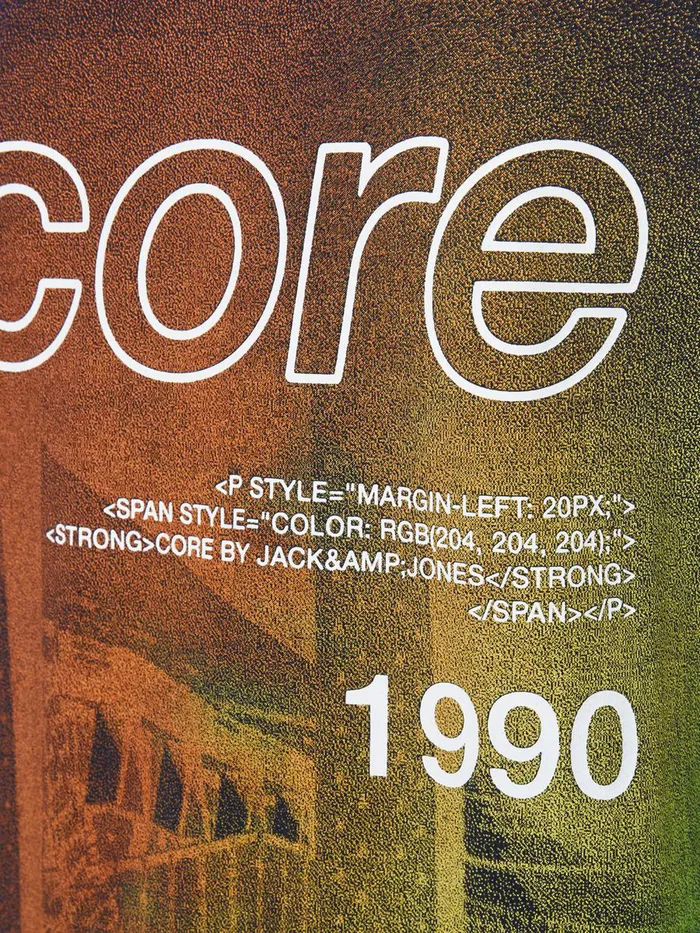 core
<P STYLE="MARGIN-LEFT: 20PX;">
<SPAN STYLE="COLOR: RGB(204, 204, 204);">
<STRONG>CORE BY JACK&AMP;JONES</STRONG>
</SPAN></P>
1990